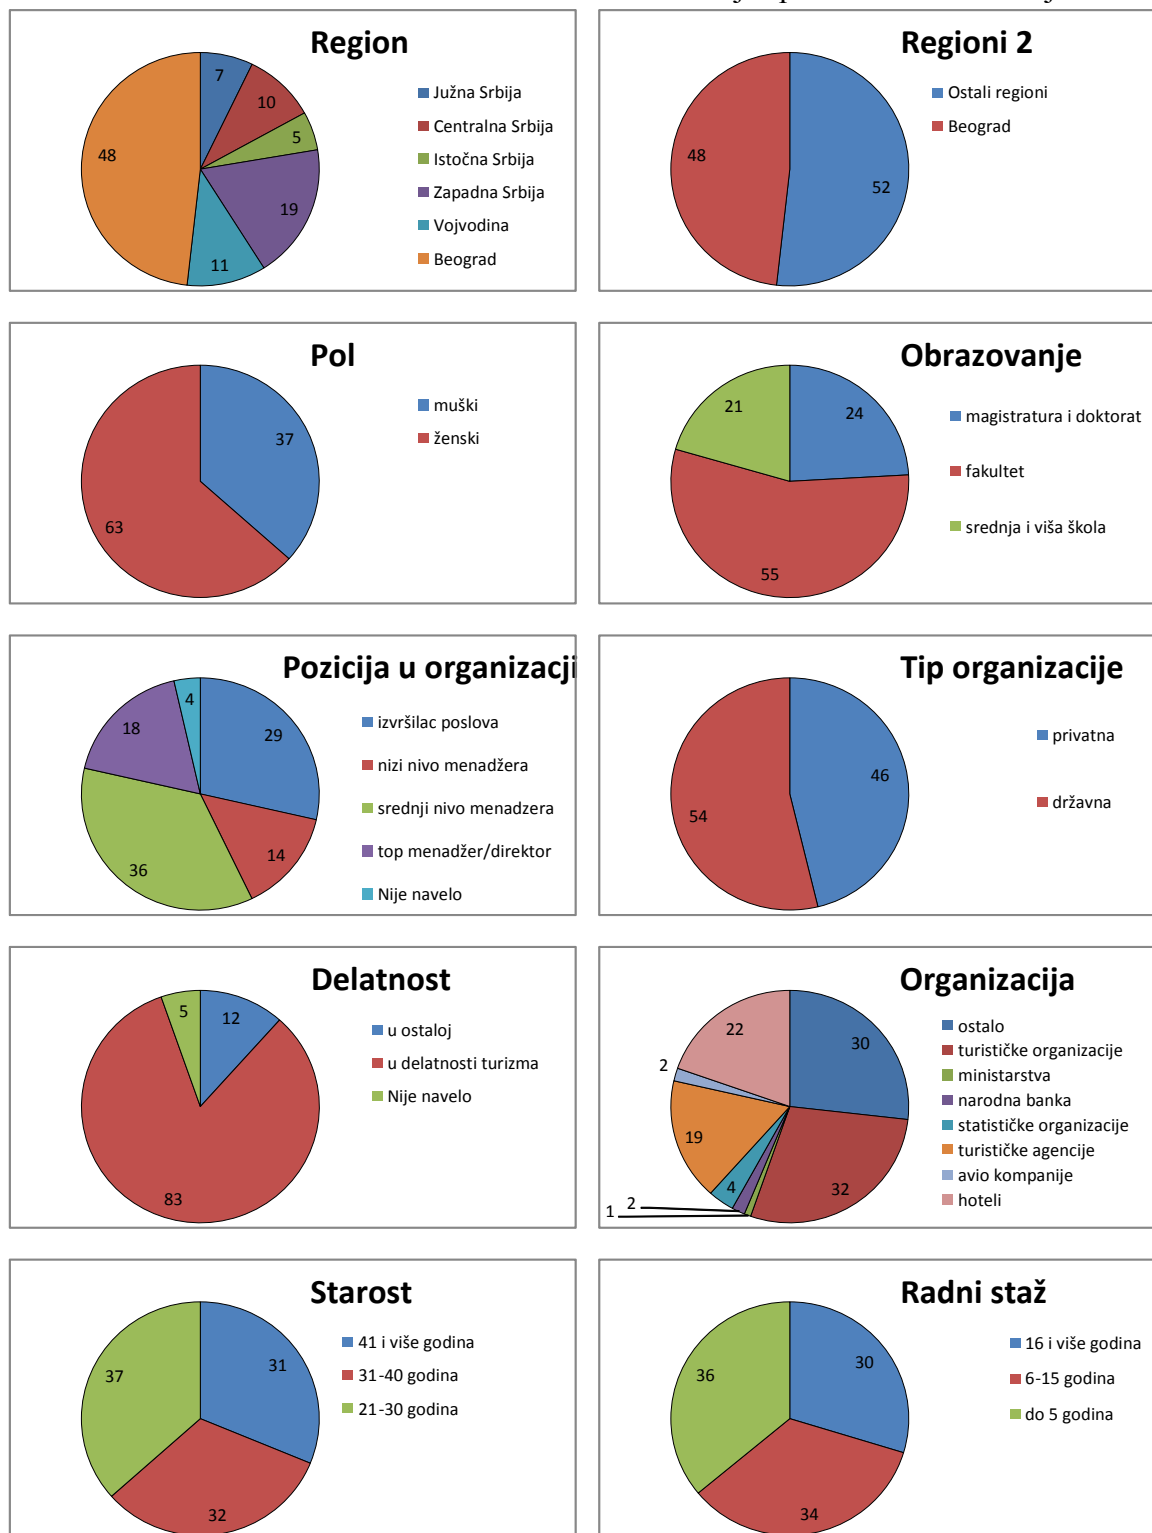 Region
7
10
5
19
11
48
Južna Srbija
Centralna Srbija
Istočna Srbija
Zapadna Srbija
Vojvodina
Beograd
Regioni 2
48
52
Ostali regioni
Beograd
Pol
37
63
muški
ženski
Obrazovanje
21
24
55
magistratura i doktorat
fakultet
srednja i viša škola
Pozicija u organizacji
4
18
29
14
36
izvršilac poslova
nizi nivo menadžera
srednji nivo menadzera
top menadžer/direktor
Nije navelo
Tip organizacije
46
54
privatna
državna
Delatnost
5
12
83
u ostaloj
u delatnosti turizma
Nije navelo
Organizacija
22
30
2
19
32
4
2
1
ostalo
turističke organizacije
ministarstva
narodna banka
statističke organizacije
turističke agencije
avio kompanije
hoteli
Starost
31
37
32
41 i više godina
31-40 godina
21-30 godina
Radni staž
30
36
34
16 i više godina
6-15 godina
do 5 godina